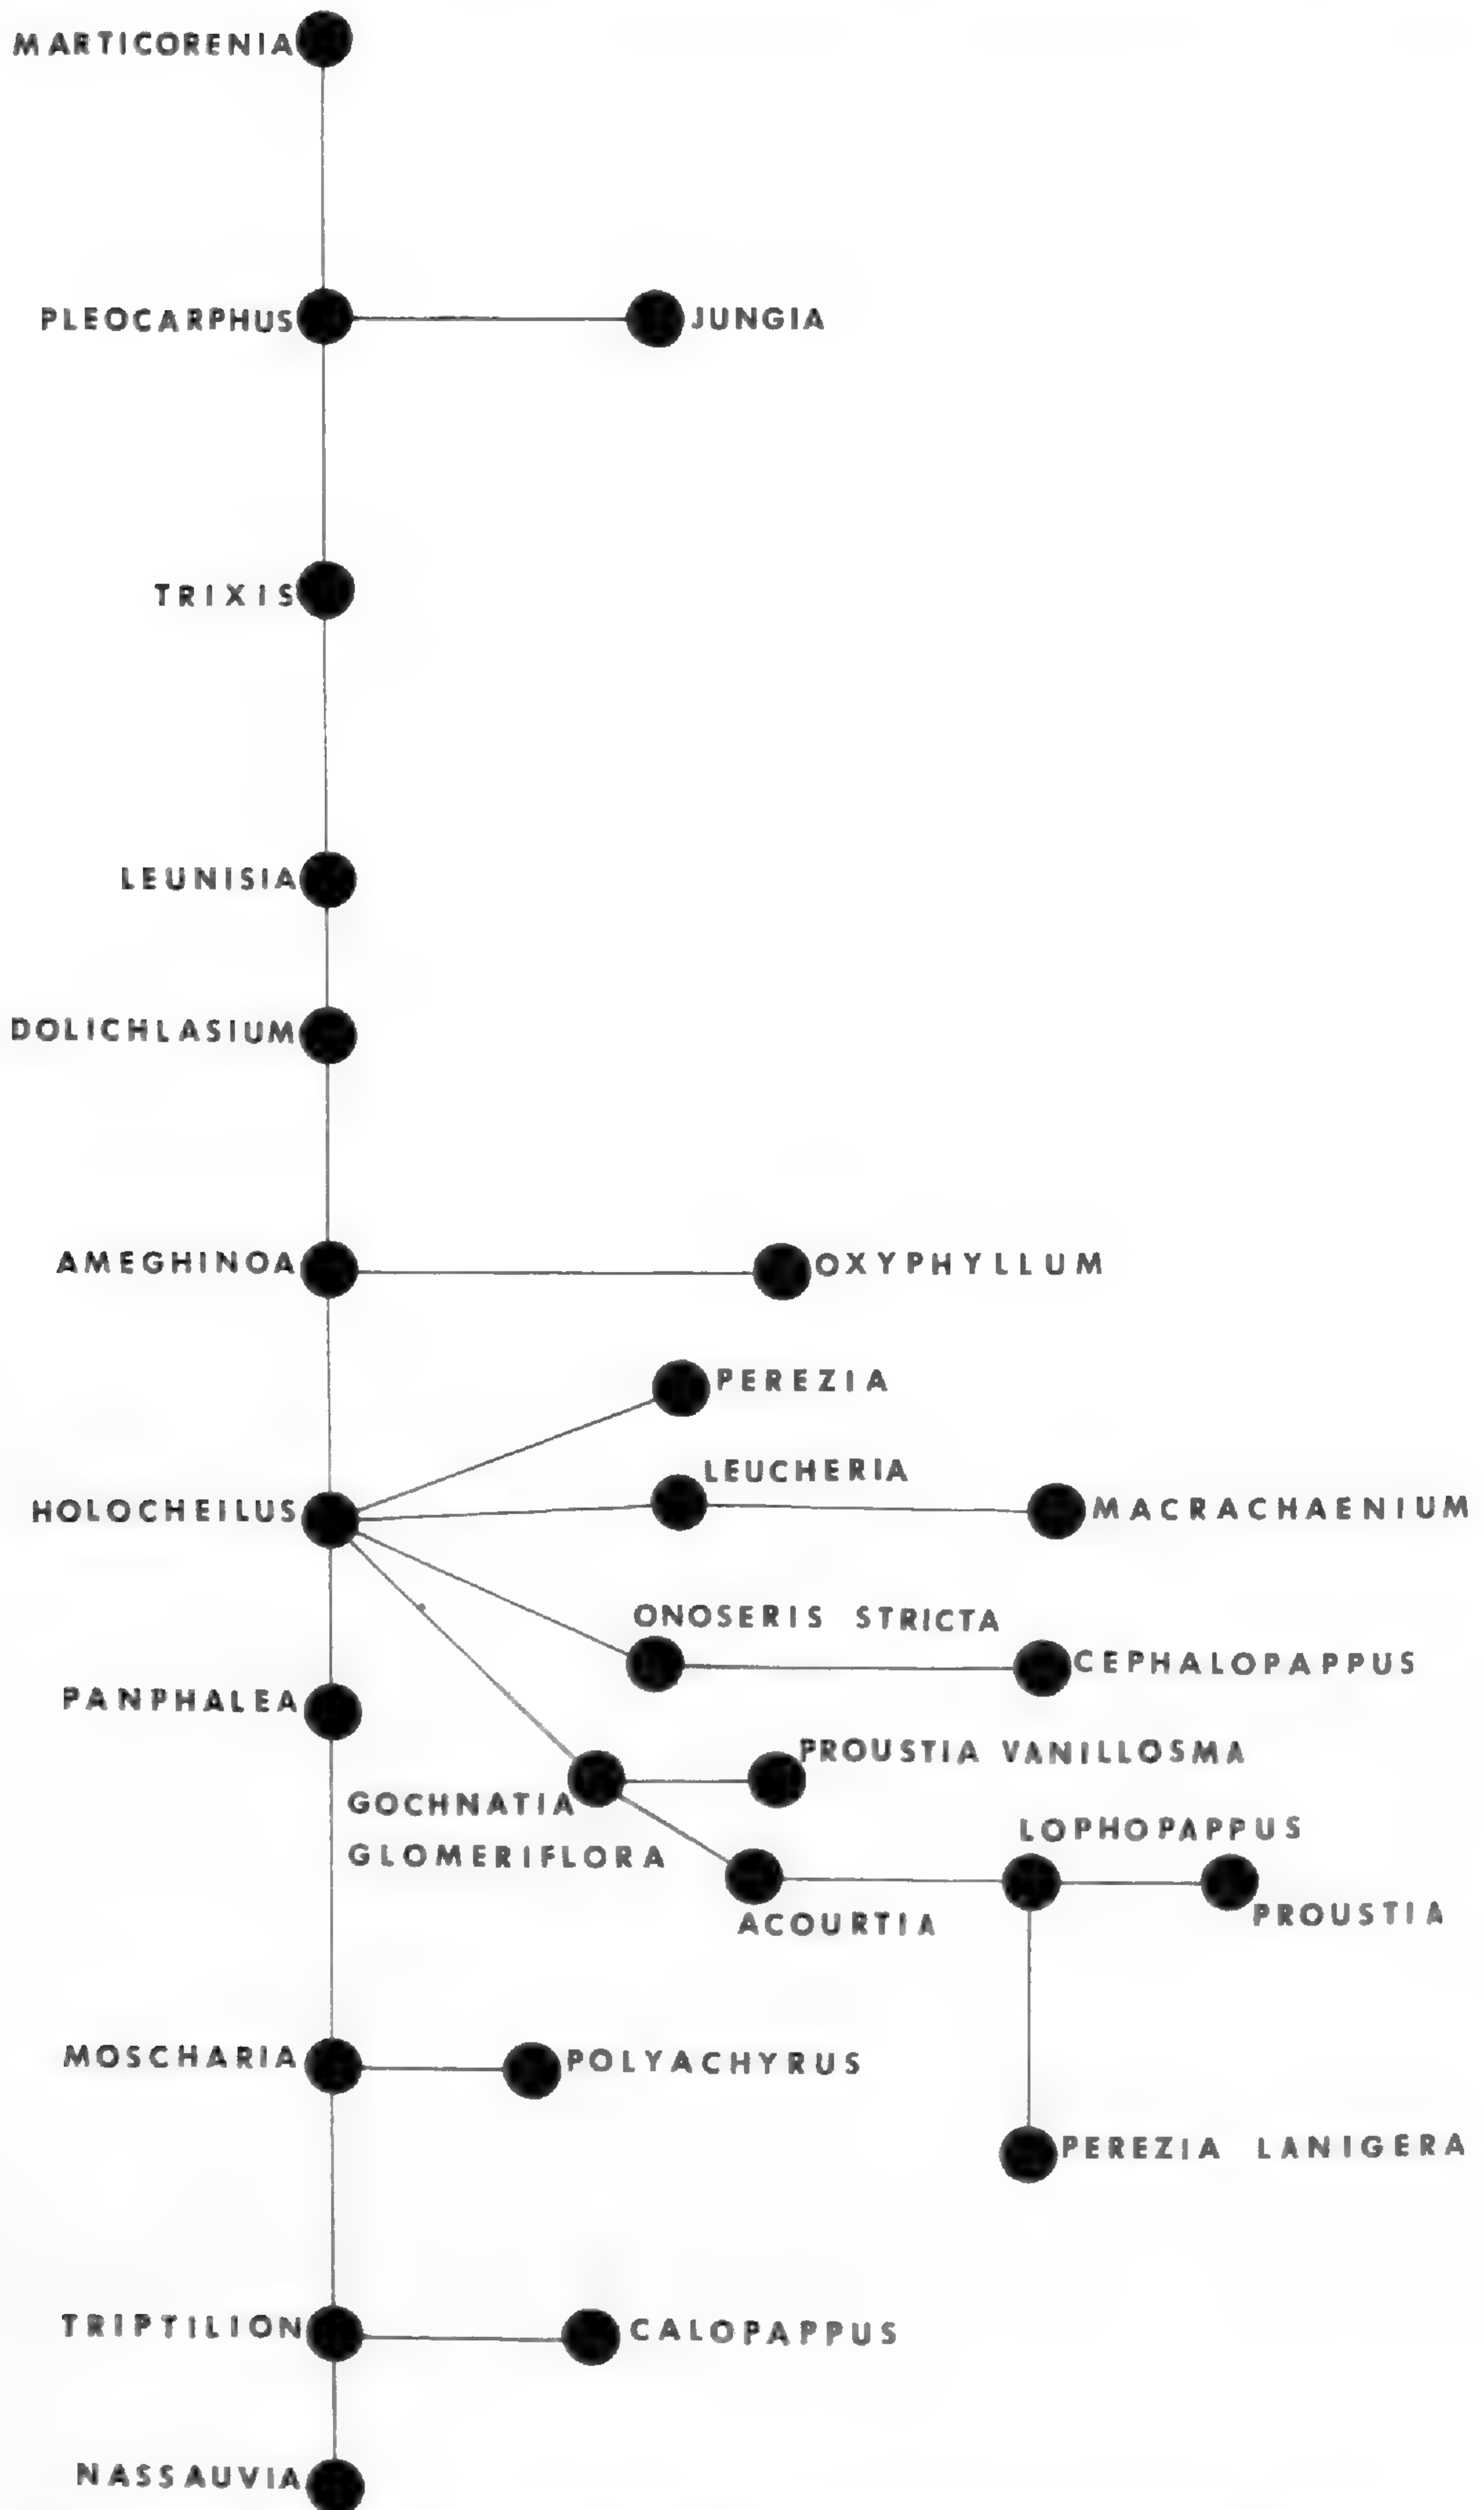 MARTICORENIA
PLEOCARPHUS
JUNGIA
TRIXIS
LEUNISIA
DOLICHLASIUM
AMEGHINOA
OXYPHYLLUM
PEREZIA
LEUCHERIA
HOLOCHEILUS
MACRACHAENIUM
ONOSERIS STRICTA
CEPHALOPAPPUS
PANPHALEA
PROUSTIA VANILLOSMA
GOCHNATIA
GLOMERIFLORA
LOPHOPAPPUS
ACOURTIA
PROUSTIA
MOSCHARIA
POLYACHYRUS
PEREZIA LANIGERA
TRIPTILION
CALOPAPPUS
NASSAUVIA